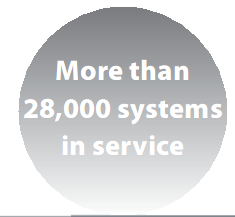 More than
28,000 systems
in service